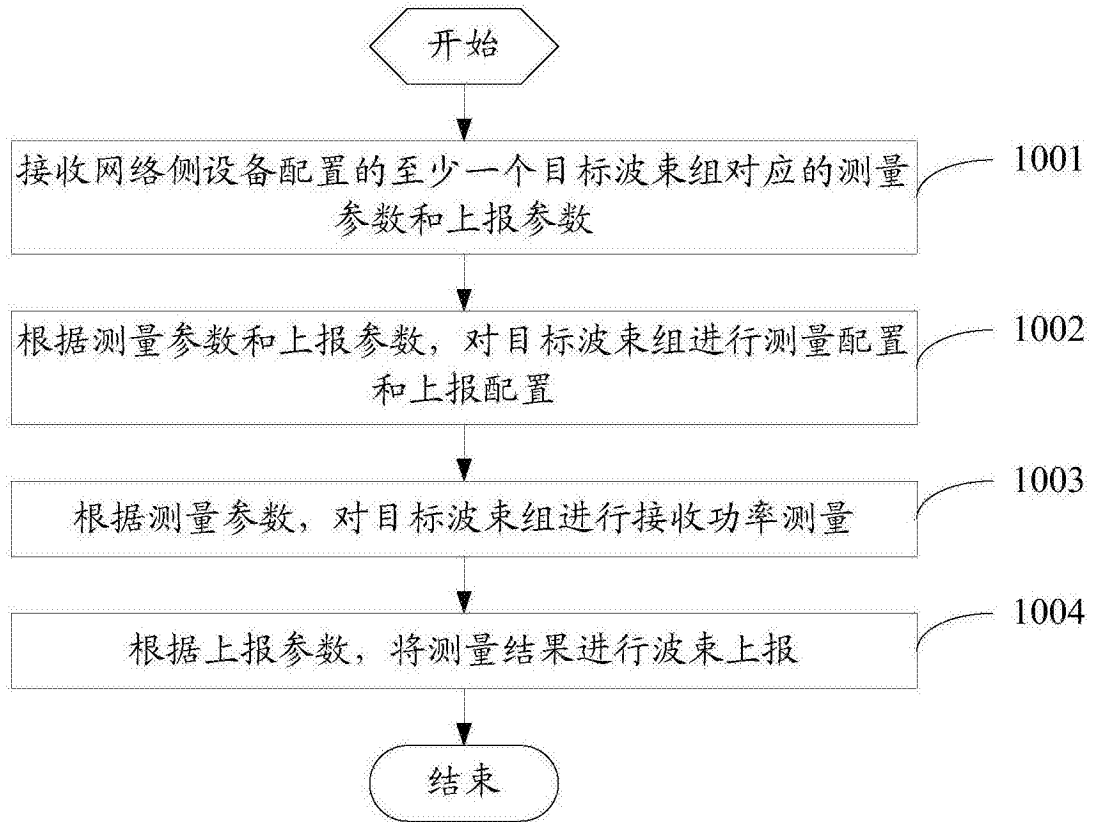 开始
接收网络侧设备配置的至少一个目标波束组对应的测量
参数和上报参数
1001
根据测量参数和上报参数，对目标波束组进行测量配置
和上报配置
1002
根据测量参数，对目标波束组进行接收功率测量
1003
根据上报参数，将测量结果进行波束上报
1004
结束